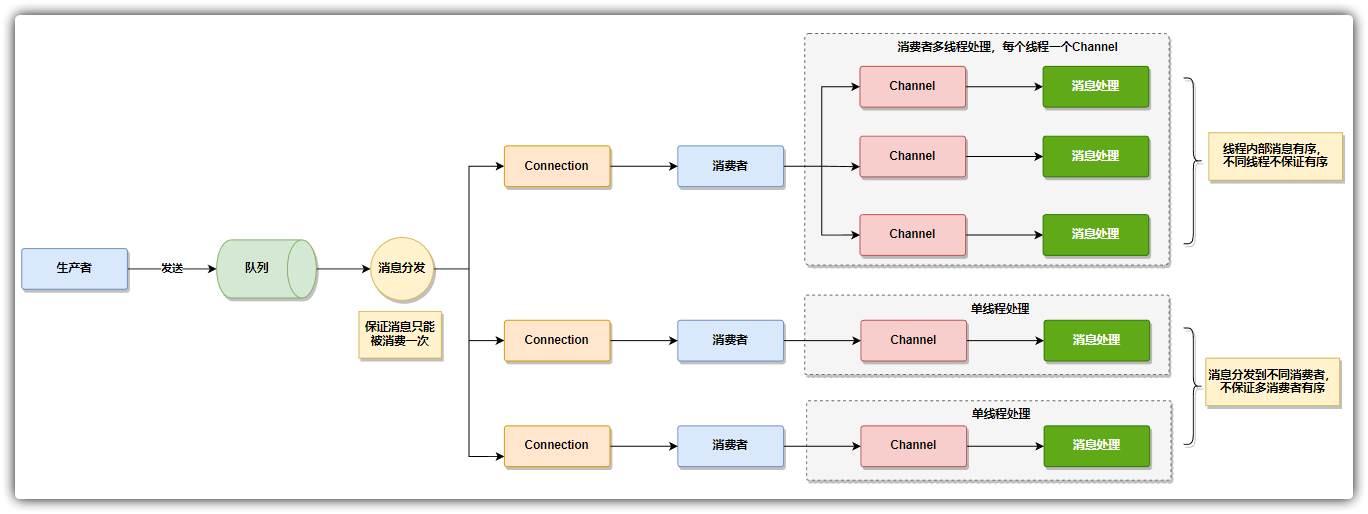 消费者多线程处理，每个线程一个Channel
Channel
消息处理
Channel
消息处理
Channel
消息处理
线程内部消息有序，
不同线程不保证有序
Connection
消费者
生产者
发送
队列
消息分发
保证消息只能
被消费一次
单线程处理
Connection
消费者
Channel
消息处理
消息分发到不同消费者，
不保证多消费者有序
单线程处理
Connection
消费者
Channel
消息处理